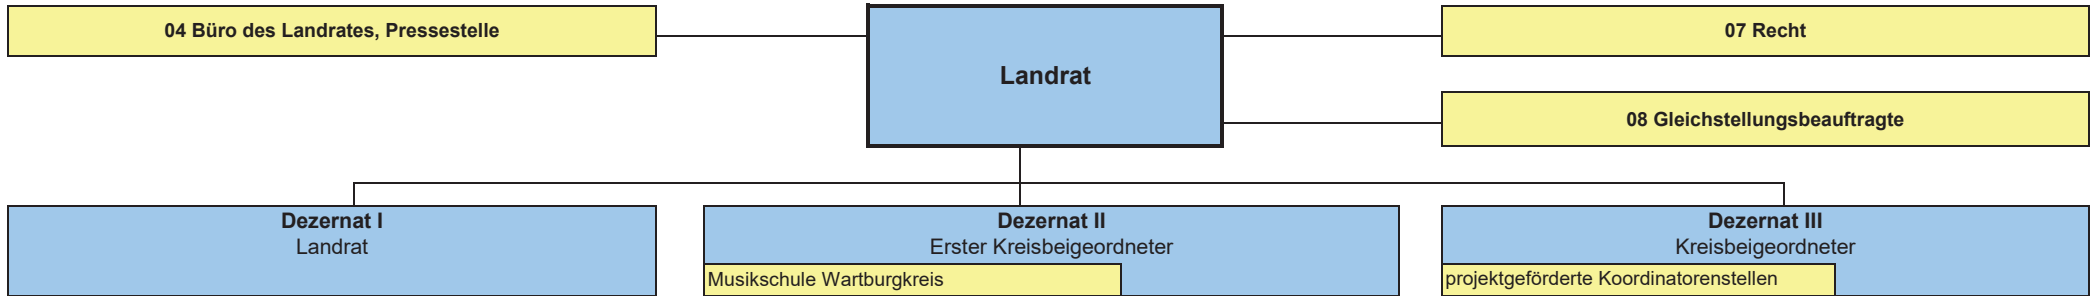 04 Büro des Landrates, Pressestelle
Landrat
07 Recht
08 Gleichstellungsbeauftragte
Dezernat I
Landrat
Dezernat II
Erster Kreisbeigeordneter
Musikschule Wartburgkreis
Dezernat III
Kreisbeigeordneter
projektgeförderte Koordinatorenstellen